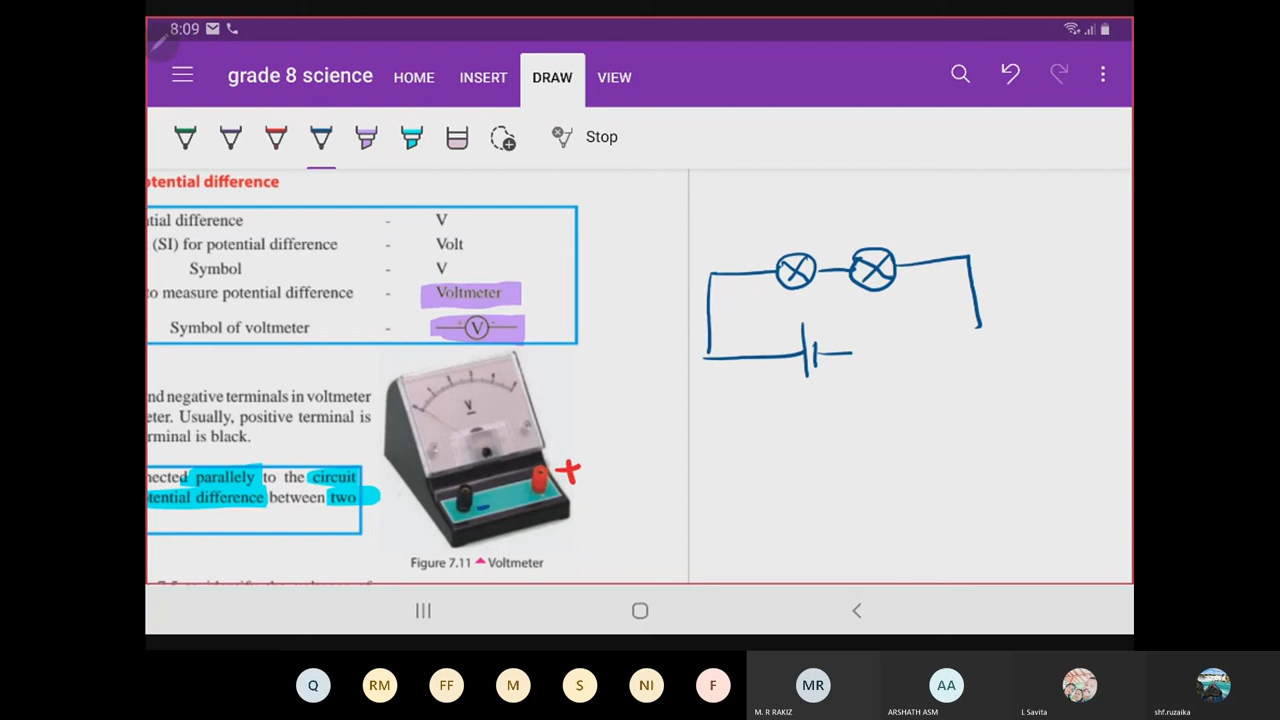 8:09
grade 8 science HOME INSERT DRAW VIEW
Stop
otential difference
tial difference - V
(SI) for potential difference - Volt
Symbol - V
to measure potential difference - Voltmeter
Symbol of voltmeter - + V -
nd negative terminals in voltmeter
eter. Usually, positive terminal is
rminal is black.
nected parallely to the circuit
tential difference between two
V
+
-
Figure 7.11 Voltmeter
Q RM FF M S NI F MR AA
M. R RAKIZ ARSHATH ASM L Savita shf.ruzaika